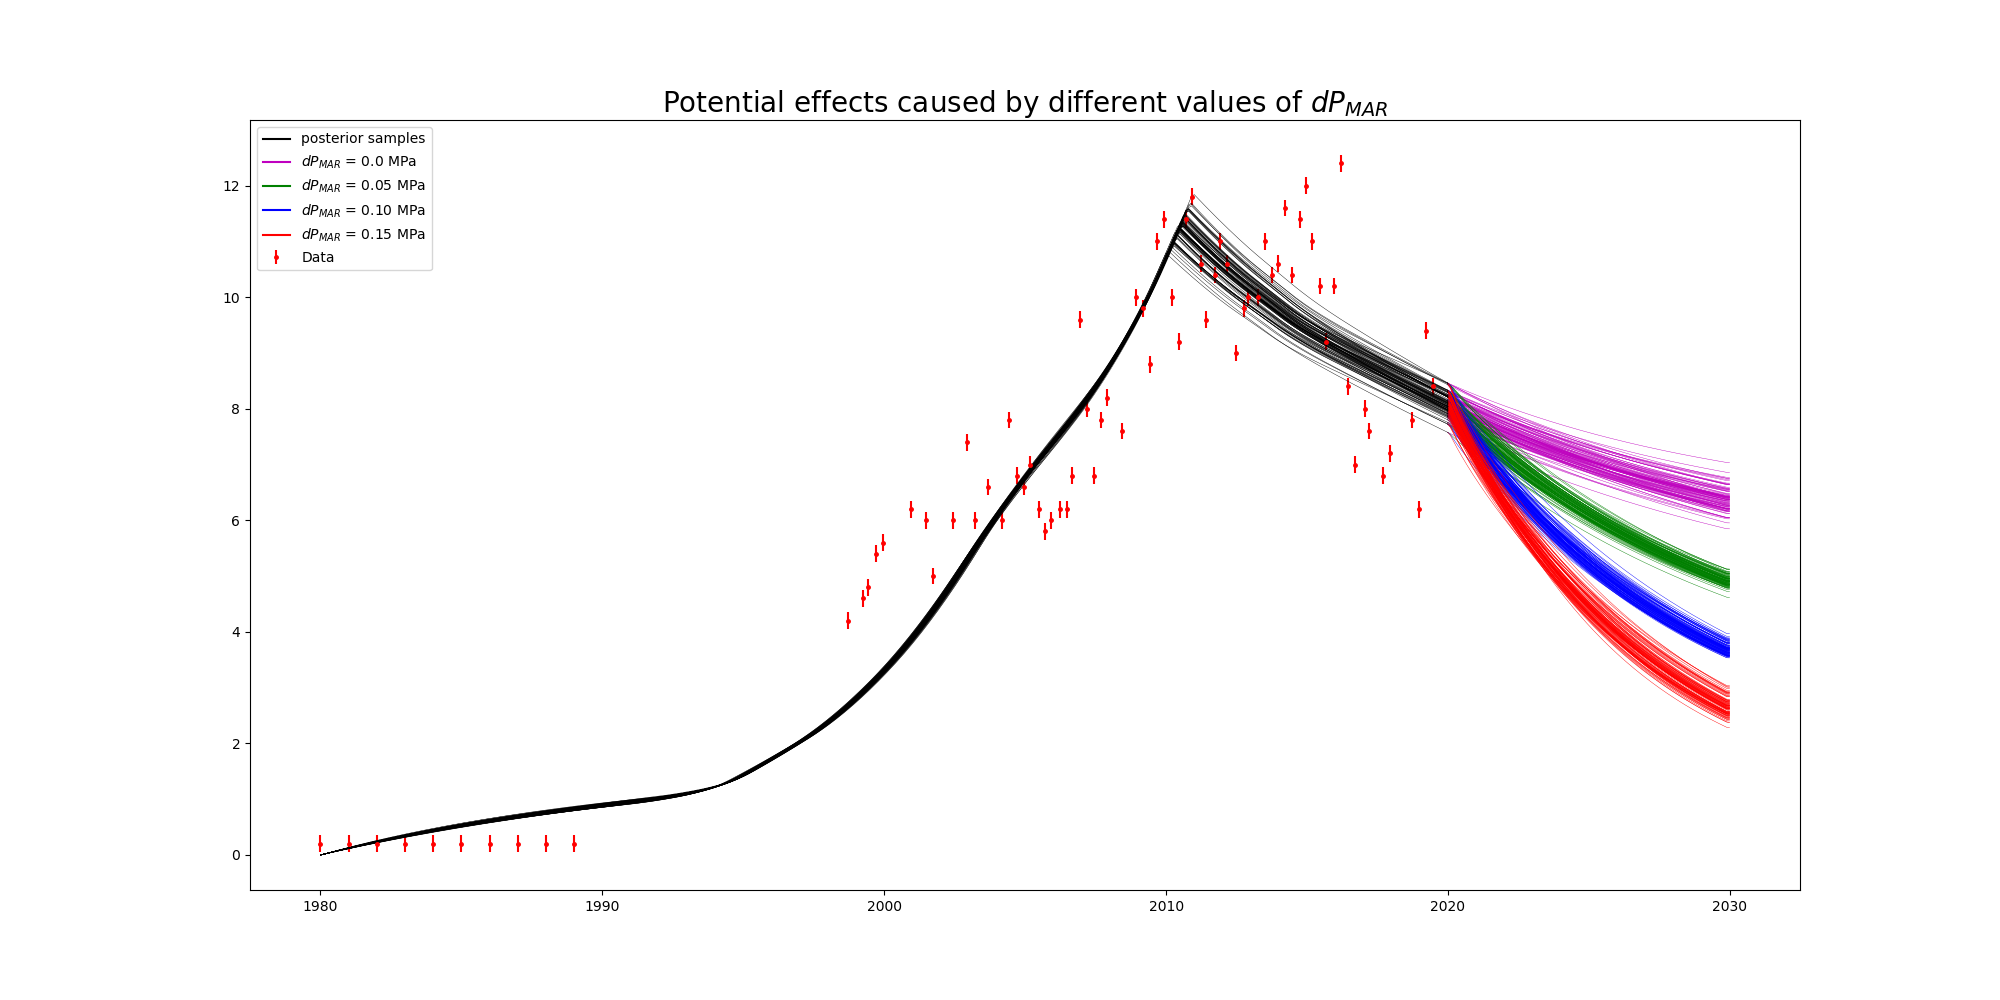 Potential effects caused by different values of dP_MAR
posterior samples
dP_MAR = 0.0 MPa
dP_MAR = 0.05 MPa
dP_MAR = 0.10 MPa
dP_MAR = 0.15 MPa
Data
12
10
8
6
4
2
0
1980 1990 2000 2010 2020 2030